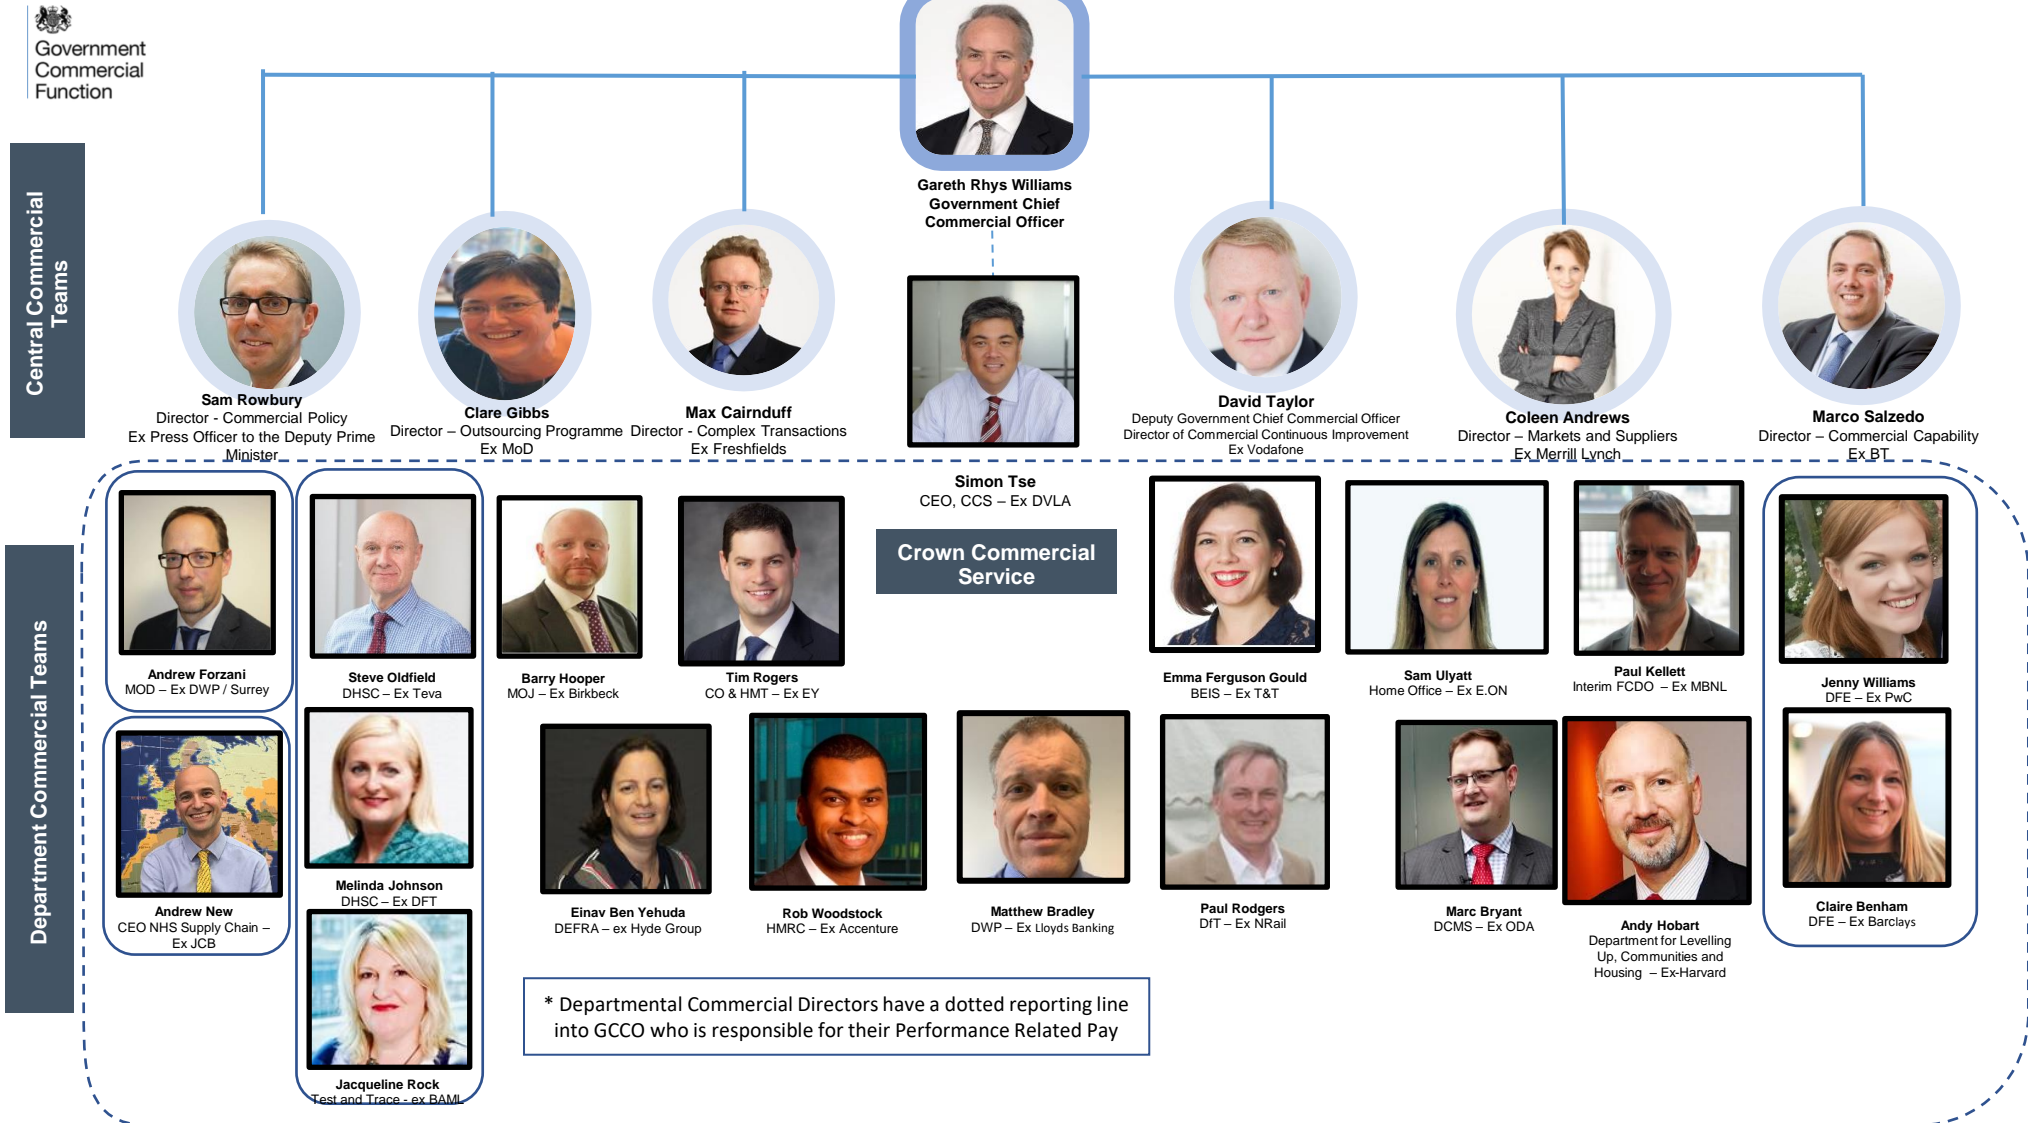 Government
Commercial
Function
Central Commercial
Teams
Gareth Rhys Williams
Government Chief
Commercial Officer
Sam Rowbury
Director - Commercial Policy
Ex Press Officer to the Deputy Prime
Minister
Clare Gibbs
Director – Outsourcing Programme
Ex MoD
Max Cairnduff
Director - Complex Transactions
Ex Freshfields
David Taylor
Deputy Government Chief Commercial Officer
Director of Commercial Continuous Improvement
Ex Vodafone
Coleen Andrews
Director – Markets and Suppliers
Ex Merrill Lynch
Marco Salzedo
Director – Commercial Capability
Ex BT
Simon Tse
CEO, CCS – Ex DVLA
Crown Commercial
Service
Department Commercial Teams
Andrew Forzani
MOD – Ex DWP / Surrey
Steve Oldfield
DHSC – Ex Teva
Barry Hooper
MOJ – Ex Birkbeck
Tim Rogers
CO & HMT – Ex EY
Emma Ferguson Gould
BEIS – Ex T&T
Sam Ulyatt
Home Office – Ex E.ON
Paul Kellett
Interim FCDO – Ex MBNL
Jenny Williams
DFE – Ex PwC
Andrew New
CEO NHS Supply Chain –
Ex JCB
Melinda Johnson
DHSC – Ex DFT
Einav Ben Yehuda
DEFRA – ex Hyde Group
Rob Woodstock
HMRC – Ex Accenture
Matthew Bradley
DWP – Ex Lloyds Banking
Paul Rodgers
DfT – Ex NRail
Marc Bryant
DCMS – Ex ODA
Andy Hobart
Department for Levelling
Up, Communities and
Housing – Ex-Harvard
Claire Benham
DFE – Ex Barclays
Jacqueline Rock
Test and Trace - ex BAML
* Departmental Commercial Directors have a dotted reporting line
into GCCO who is responsible for their Performance Related Pay